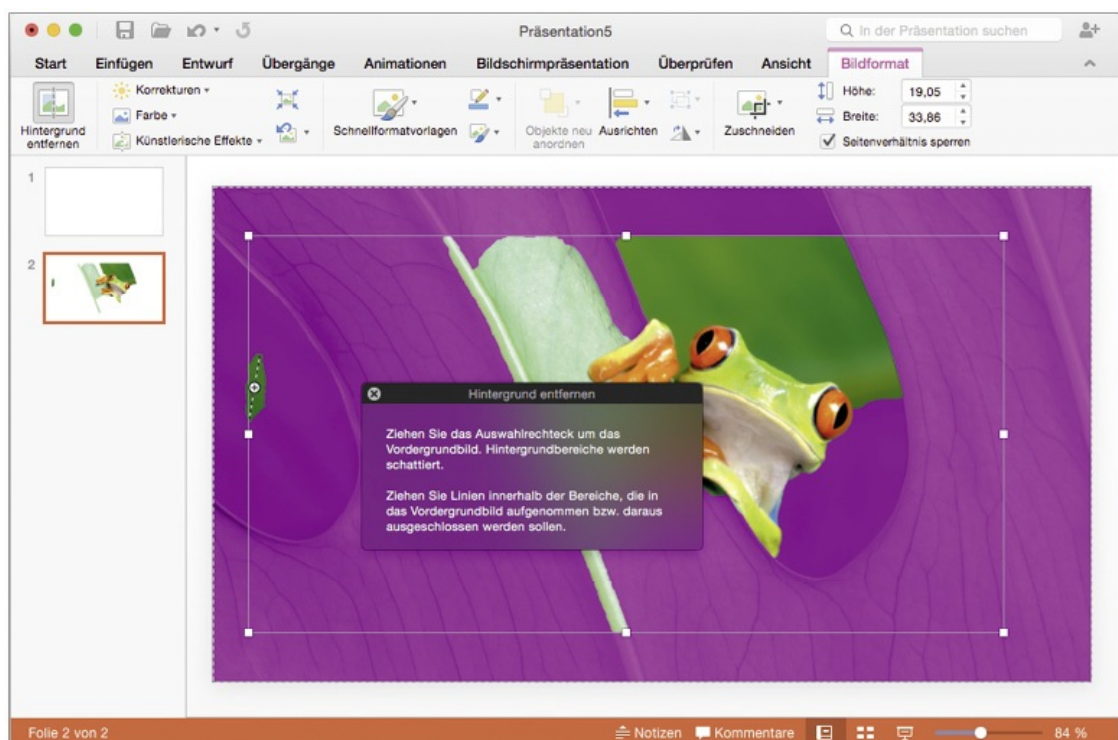 Präsentation5
In der Präsentation suchen
Start Einfügen Entwurf Übergänge Animationen Bildschirmpräsentation Überprüfen Ansicht Bildformat
Hintergrund
entfernen
Korrekturen
Farbe
Künstlerische Effekte
Schnellformatvorlagen
Objekte neu
anordnen
Ausrichten
Zuschneiden
Höhe: 19,05
Breite: 33,86
Seitenverhältnis sperren
1
2
Hintergrund entfernen
Ziehen Sie das Auswahlrechteck um das
Vordergrundbild. Hintergrundbereiche werden
schattiert.
Ziehen Sie Linien innerhalb der Bereiche, die in
das Vordergrundbild aufgenommen bzw. daraus
ausgeschlossen werden sollen.
Folie 2 von 2 Notizen Kommentare 84 %